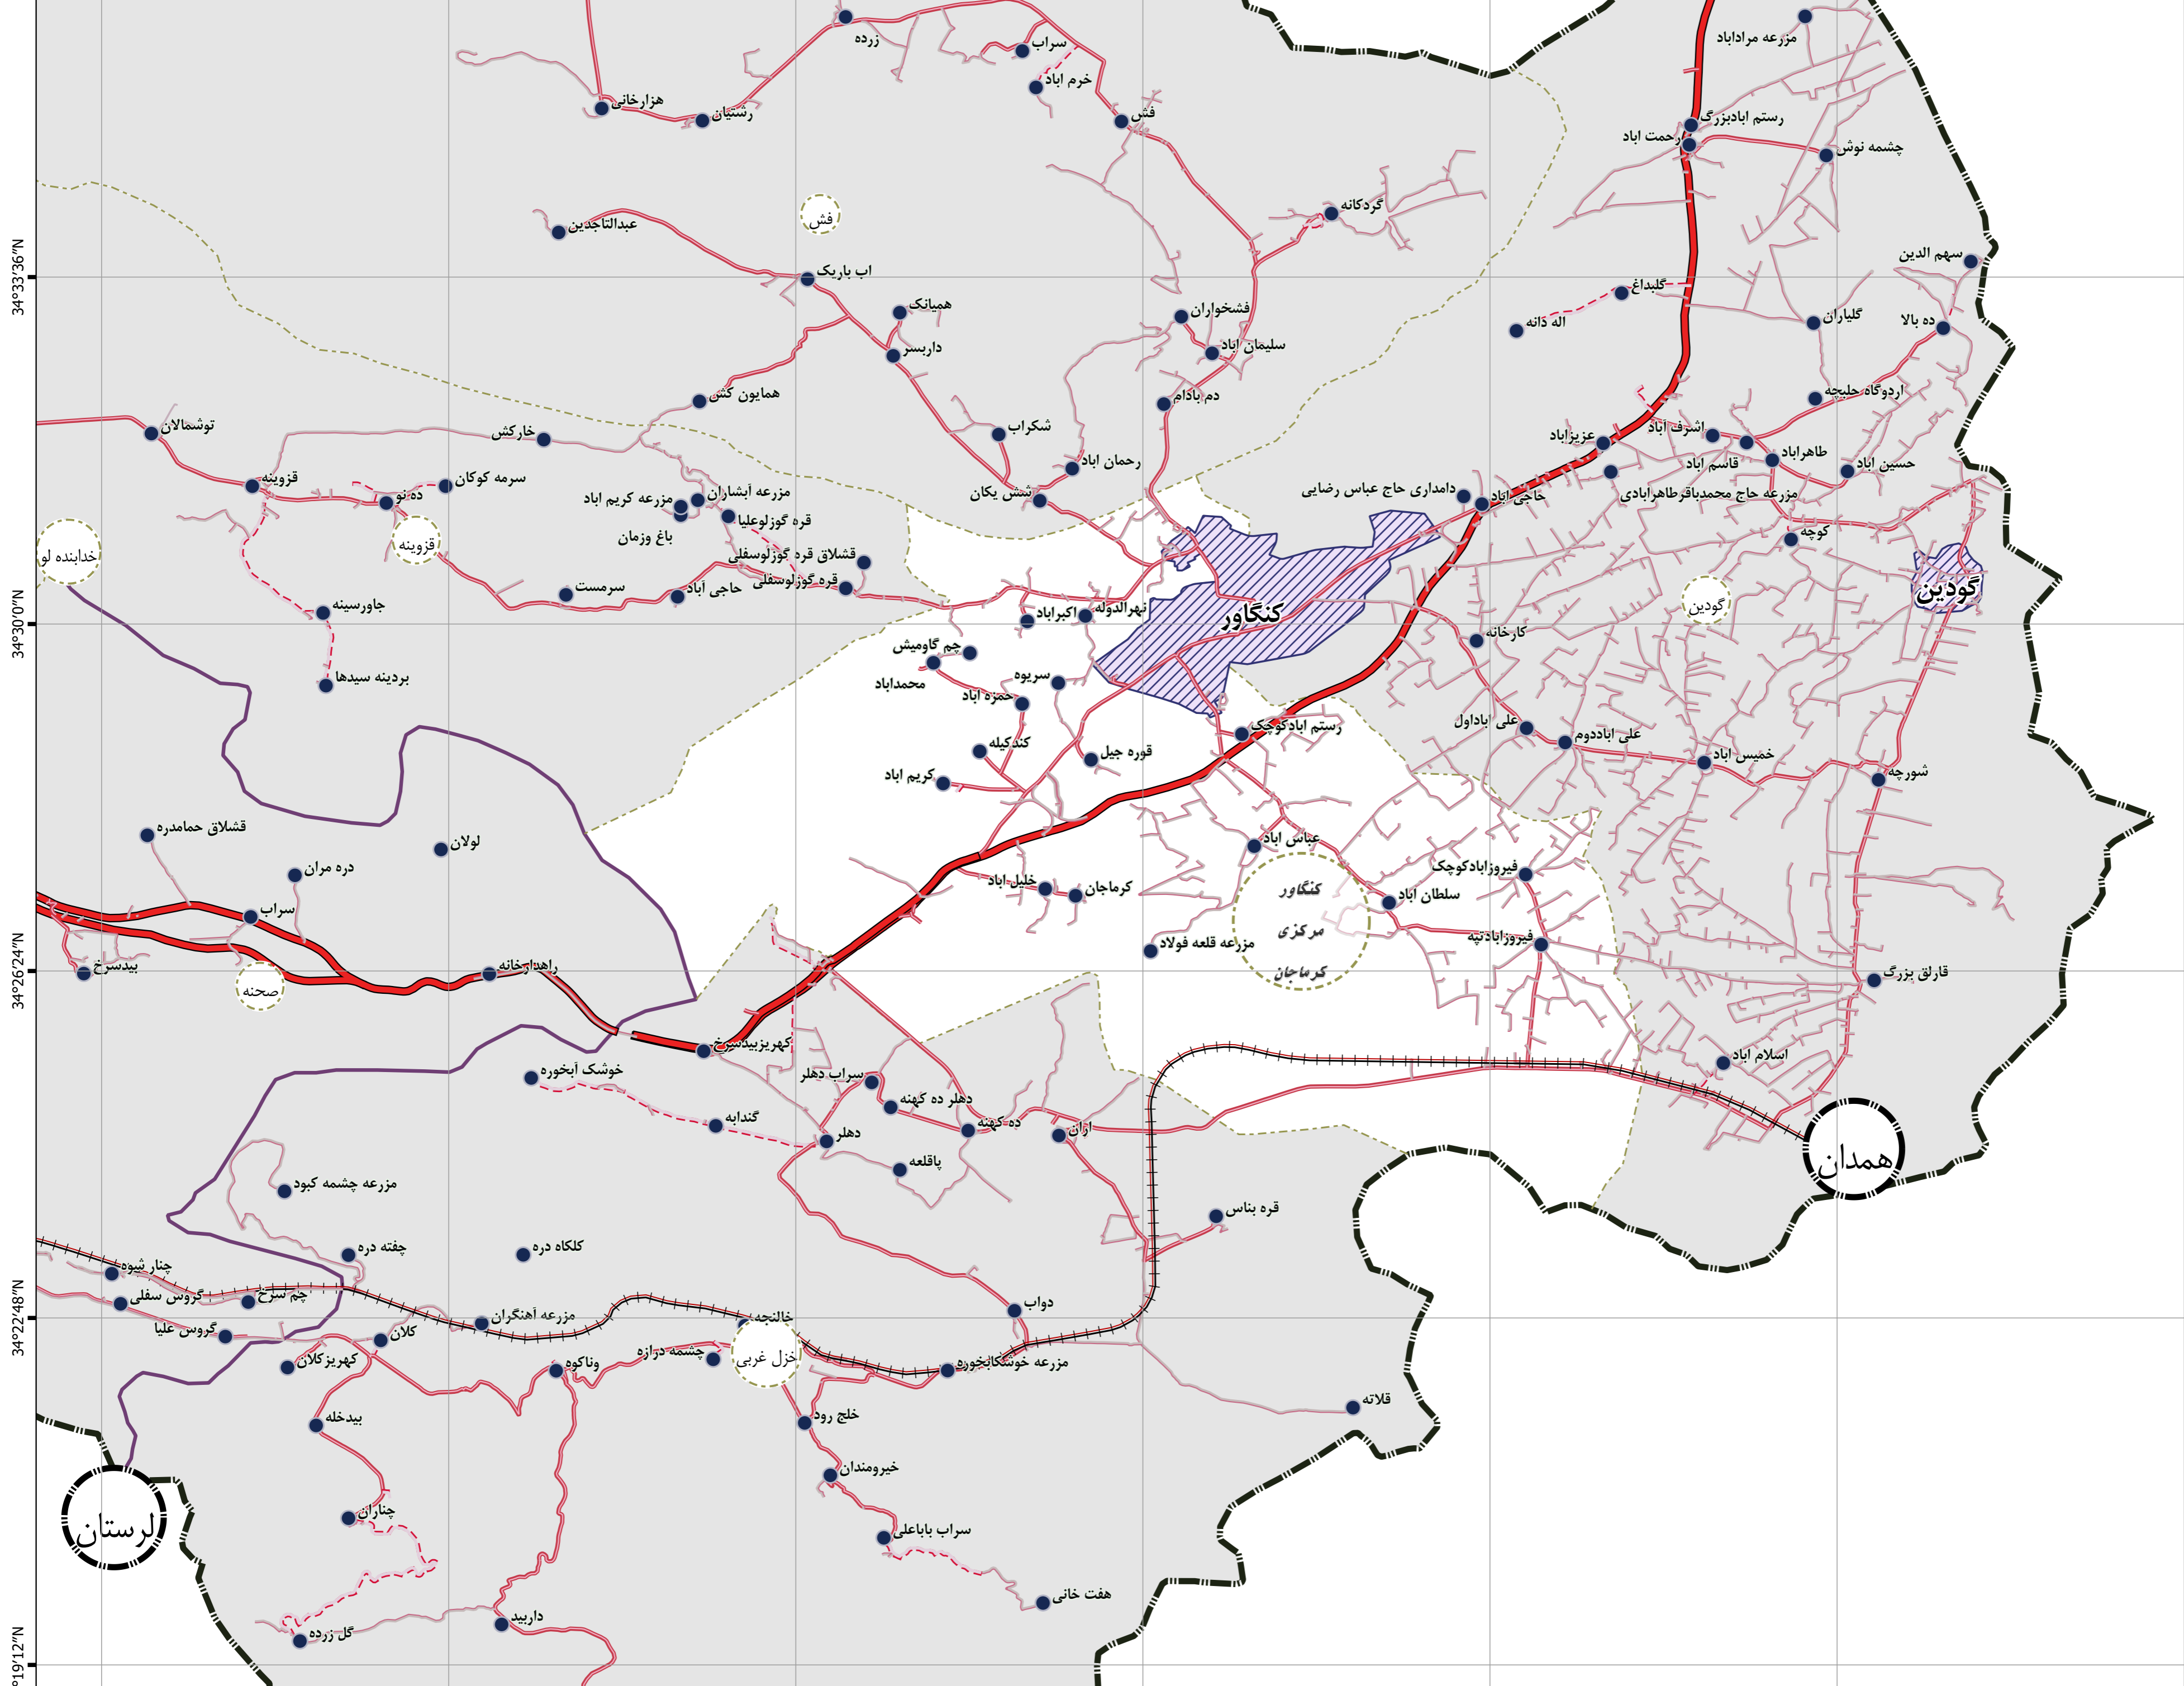 زرده
سراب
خرم اباد
مزرعه مراداباد
هزارخانی
رشتیان
فش
رستم ابادبزرگ
رحمت اباد
چشمه نوش
گردکانه
فش
عبدالتاجدین
اب باریک
سهم الدین
34°33'36"N
همیانک
فشخواران
گلبداغ
اله دانه
گلیاران
ده بالا
داربسر
سلیمان اباد
همایون کش
دم بادام
اردوگاه حلبچه
توشمالان
خارکش
شکراب
عزیزاباد
اشرف اباد
طاهراباد
قاسم اباد
حسین اباد
رحمان اباد
قزوینه
ده نو
سرمه کوکان
مزرعه کریم اباد
مزرعه آبشاران
شش یکان
دامداری حاج عباس رضایی
حاجی اباد
مزرعه حاج محمدباقرطاهرابادی
قره گوزلوعلیا
باغ وزمان
کوچه
خدابنده لو
قزوینه
قشلاق قره گوزلوسفلی
قره گوزلوسفلی
سرمست
حاجی آباد
گودین
گودین
جاورسینه
اکبراباد
نهرالدوله
کنگاور
34°30'0"N
کارخانه
چم گاومیش
محمداباد
حمزه اباد
سریوه
بردینه سیدها
علی اباداول
علی اباددوم
رستم ابادکوچک
خمیس اباد
شورچه
کندکیله
قوره جیل
کریم اباد
قشلاق حمامدره
لولان
عباس اباد
دره مران
خلیل اباد
کرماجان
فیروزابادکوچک
سلطان اباد
کنگاور
مرکزی
کرماجان
سراب
فیروزابادتپه
مزرعه قلعه فولاد
بیدسرخ
راهدارخانه
قارلق بزرگ
34°26'24"N
صحنه
کهریزبیدسرخ
اسلام اباد
خوشک آبخوره
سراب دهلر
دهلر ده کهنه
گندابه
ده کهنه
اران
دهلر
همدان
پاقلعه
مزرعه چشمه کبود
قره بناس
چفته دره
کلکاه دره
چنار شیوه
چم سرخ
گروس سفلی
دواب
34°22'48"N
مزرعه آهنگران
خالنجه
گروس علیا
کلان
کهریزکلان
وناکوه
چشمه درازه
خزل غربی
مزرعه خوشکابخوره
قلاته
بیدخله
خلج رود
خیرومندان
چناران
لرستان
سراب باباعلی
هفت خانی
داربید
گل زرده
°19'12"N